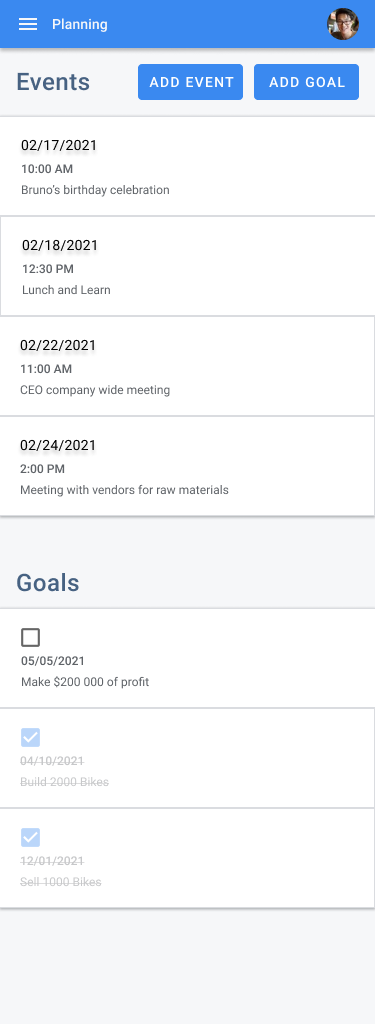 Planning
Events
ADD EVENT
ADD GOAL
02/17/2021
10:00 AM
Bruno's birthday celebration
02/18/2021
12:30 PM
Lunch and Learn
02/22/2021
11:00 AM
CEO company wide meeting
02/24/2021
2:00 PM
Meeting with vendors for raw materials
Goals
05/05/2021
Make $200 000 of profit
04/10/2021
Build 2000 Bikes
12/01/2021
Sell 1000 Bikes